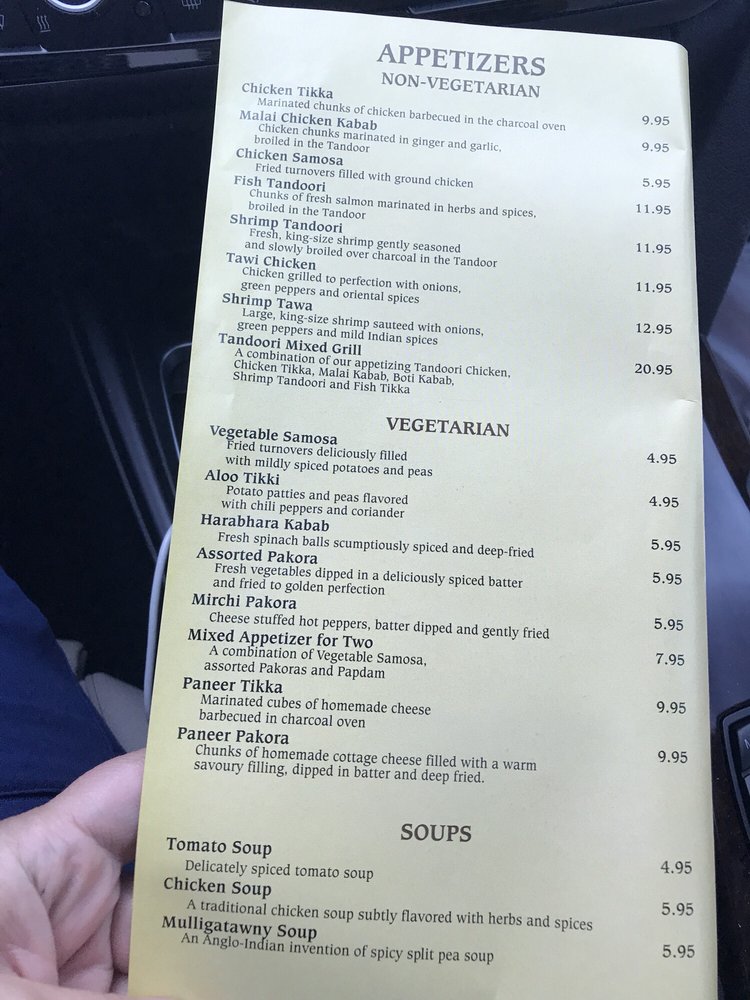 APPETIZERS
NON-VEGETARIAN
Chicken Tikka
Marinated chunks of chicken barbecued in the charcoal oven 9.95
Malai Chicken Kabab
Chicken chunks marinated in ginger and garlic, 9.95
broiled in the Tandoor
Chicken Samosa
Fried turnovers filled with ground chicken 5.95
Fish Tandoori
Chunks of fresh salmon marinated in herbs and spices, 11.95
broiled in the Tandoor
Shrimp Tandoori
Fresh, king-size shrimp gently seasoned 11.95
and slowly broiled over charcoal in the Tandoor
Tawi Chicken
Chicken grilled to perfection with onions, 11.95
green peppers and oriental spices
Shrimp Tawa
Large, king-size shrimp sauteed with onions, 12.95
green peppers and mild Indian spices
Tandoori Mixed Grill
A combination of our appetizing Tandoori Chicken, 20.95
Chicken Tikka, Malai Kabab, Boti Kabab,
Shrimp Tandoori and Fish Tikka
VEGETARIAN
Vegetable Samosa
Fried turnovers deliciously filled 4.95
with mildly spiced potatoes and peas
Aloo Tikki
Potato patties and peas flavored 4.95
with chili peppers and coriander
Harabhara Kabab
Fresh spinach balls scumptiously spiced and deep-fried 5.95
Assorted Pakora
Fresh vegetables dipped in a deliciously spiced batter 5.95
and fried to golden perfection
Mirchi Pakora
Cheese stuffed hot peppers, batter dipped and gently fried 5.95
Mixed Appetizer for Two
A combination of Vegetable Samosa, 7.95
assorted Pakoras and Papdam
Paneer Tikka
Marinated cubes of homemade cheese 9.95
barbecued in charcoal oven
Paneer Pakora
Chunks of homemade cottage cheese filled with a warm 9.95
savoury filling, dipped in batter and deep fried.
SOUPS
Tomato Soup
Delicately spiced tomato soup 4.95
Chicken Soup
A traditional chicken soup subtly flavored with herbs and spices 5.95
Mulligatawny Soup
An Anglo-Indian invention of spicy split pea soup 5.95